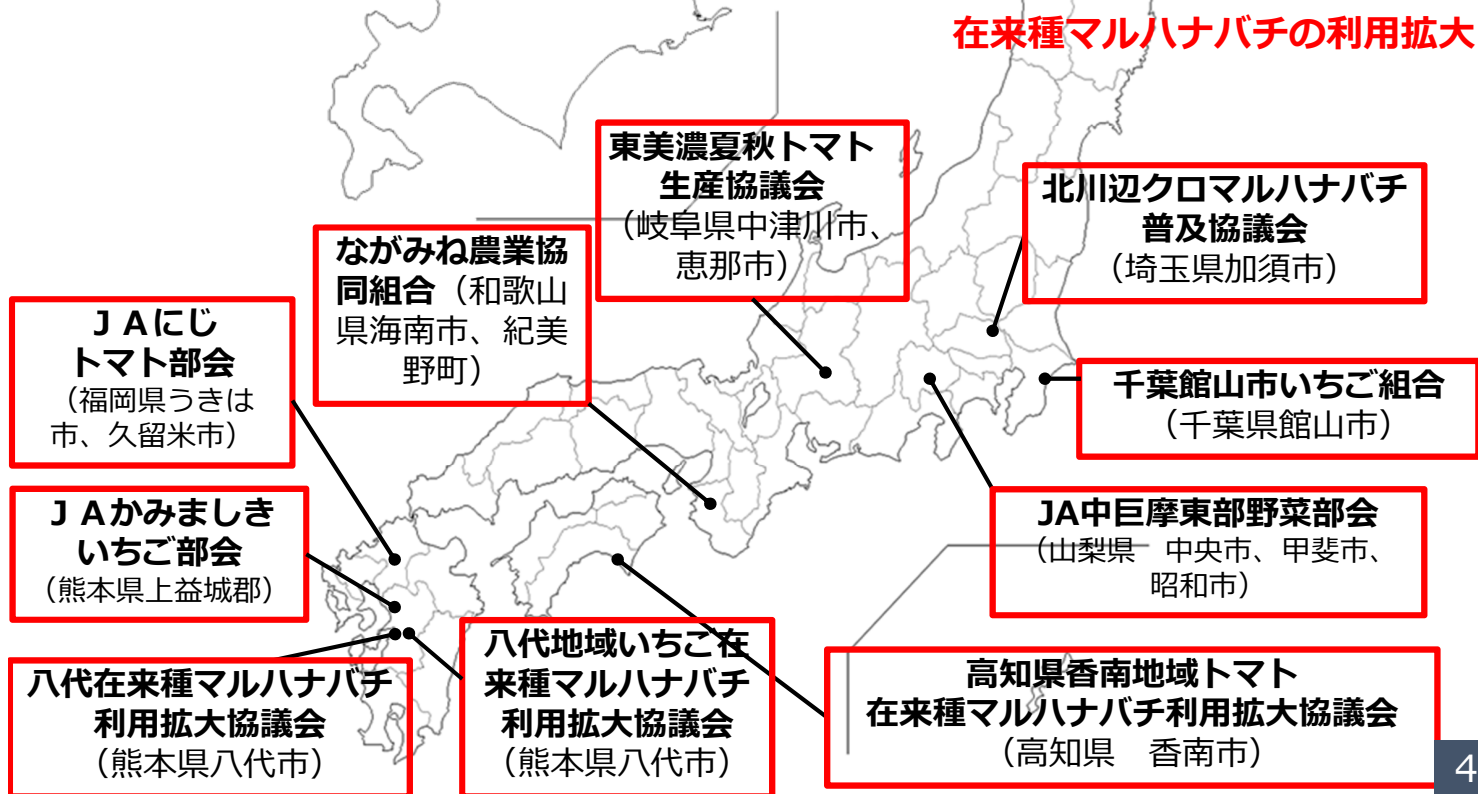 在来種マルハナバチの利用拡大
東美濃夏秋トマト
生産協議会
（岐阜県中津川市、
恵那市）
北川辺クロマルハナバチ
普及協議会
（埼玉県加須市）
ながみね農業協
同組合（和歌山
県海南市、紀美
野町）
ＪＡにじ
トマト部会
（福岡県うきは
市、久留米市）
千葉館山市いちご組合
（千葉県館山市）
ＪＡかみましき
いちご部会
（熊本県上益城郡）
JA中巨摩東部野菜部会
（山梨県　中央市、甲斐市、
昭和市）
八代在来種マルハナバチ
利用拡大協議会
（熊本県八代市）
八代地域いちご在
来種マルハナバチ
利用拡大協議会
（熊本県八代市）
高知県香南地域トマト
在来種マルハナバチ利用拡大協議会
（高知県　香南市）
4